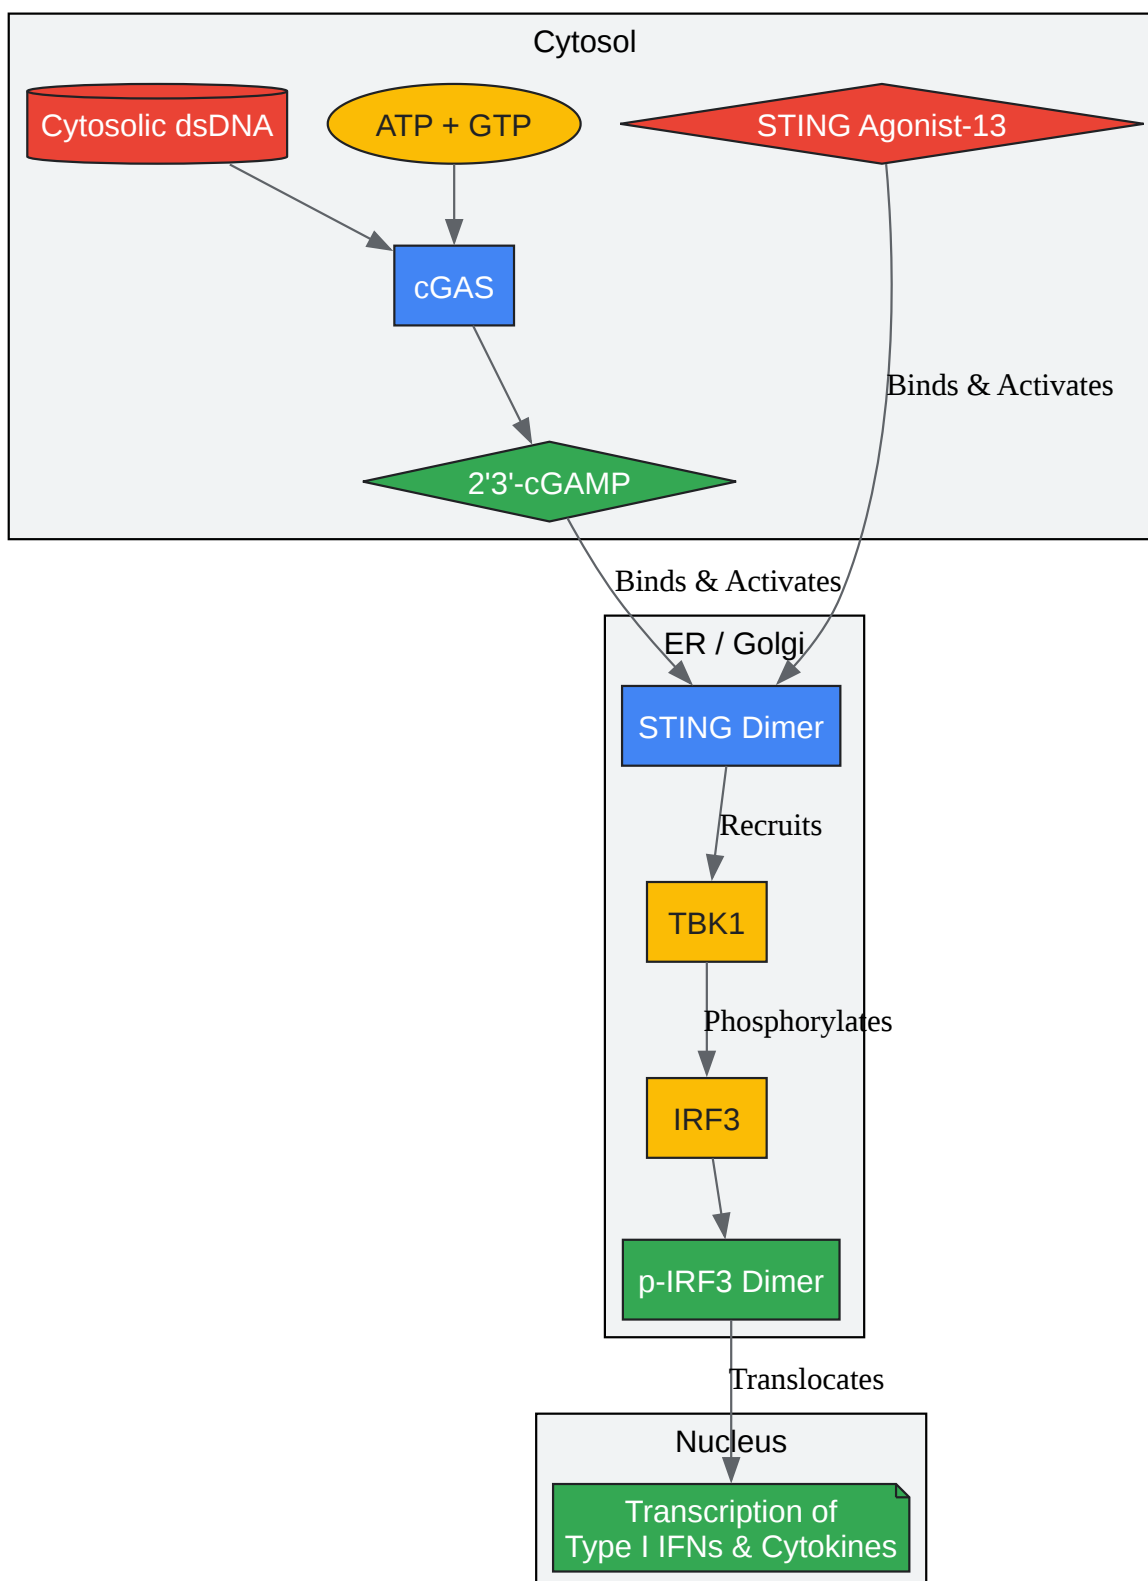 Cytosol
Cytosolic dsDNA
ATP + GTP
STING Agonist-13
cGAS
Binds & Activates
2'3'-cGAMP
Binds & Activates
ER / Golgi
STING Dimer
Recruits
TBK1
Phosphorylates
IRF3
p-IRF3 Dimer
Translocates
Nucleus
Transcription of
Type I IFNs & Cytokines